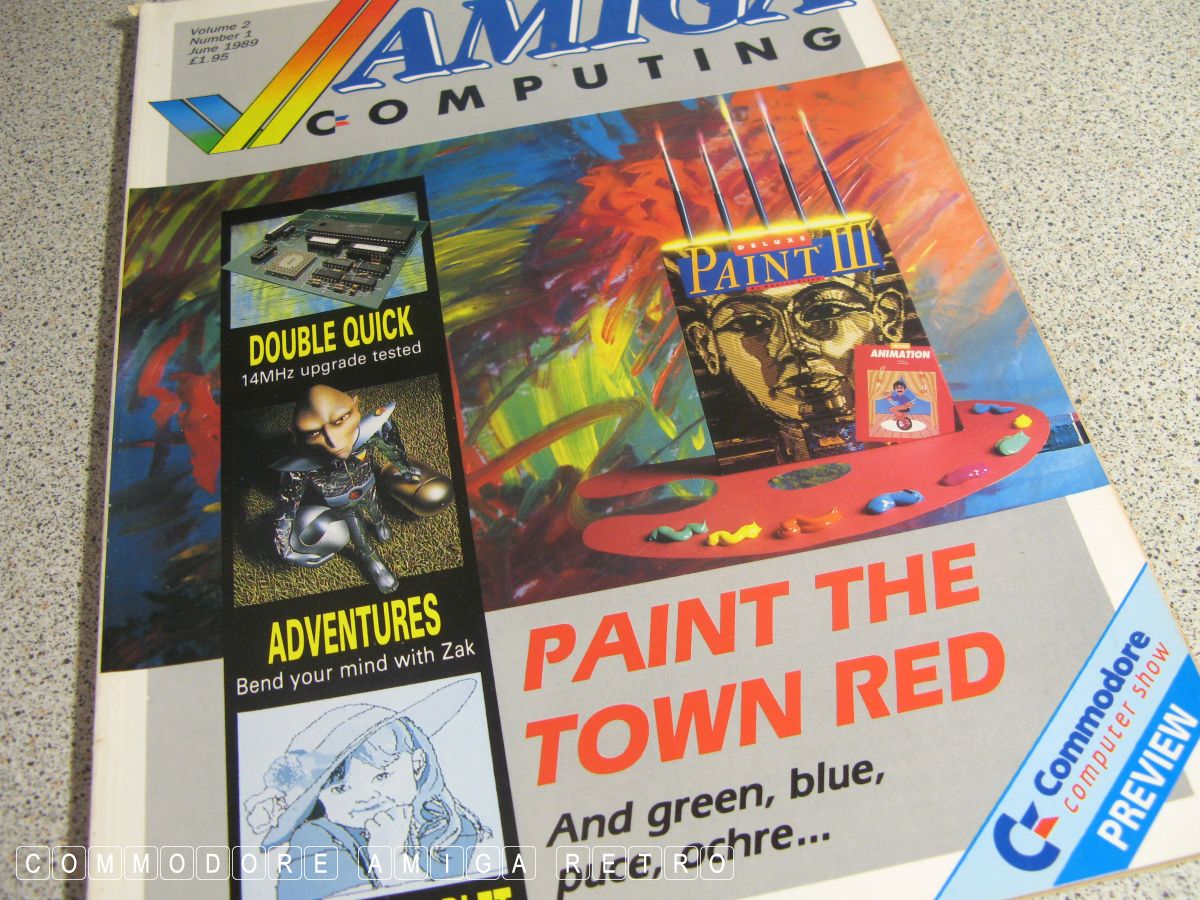 Volume 2
Number 1
June 1989
£1.95
AMIGA
COMPUTING
DELUXE
PAINT III
ANIMATION
DOUBLE QUICK
14MHz upgrade tested
ADVENTURES
Bend your mind with Zak
PAINT THE
TOWN RED
And green, blue,
puce, ochre...
Commodore
computer show
PREVIEW
COMMODORE AMIGA RETRO